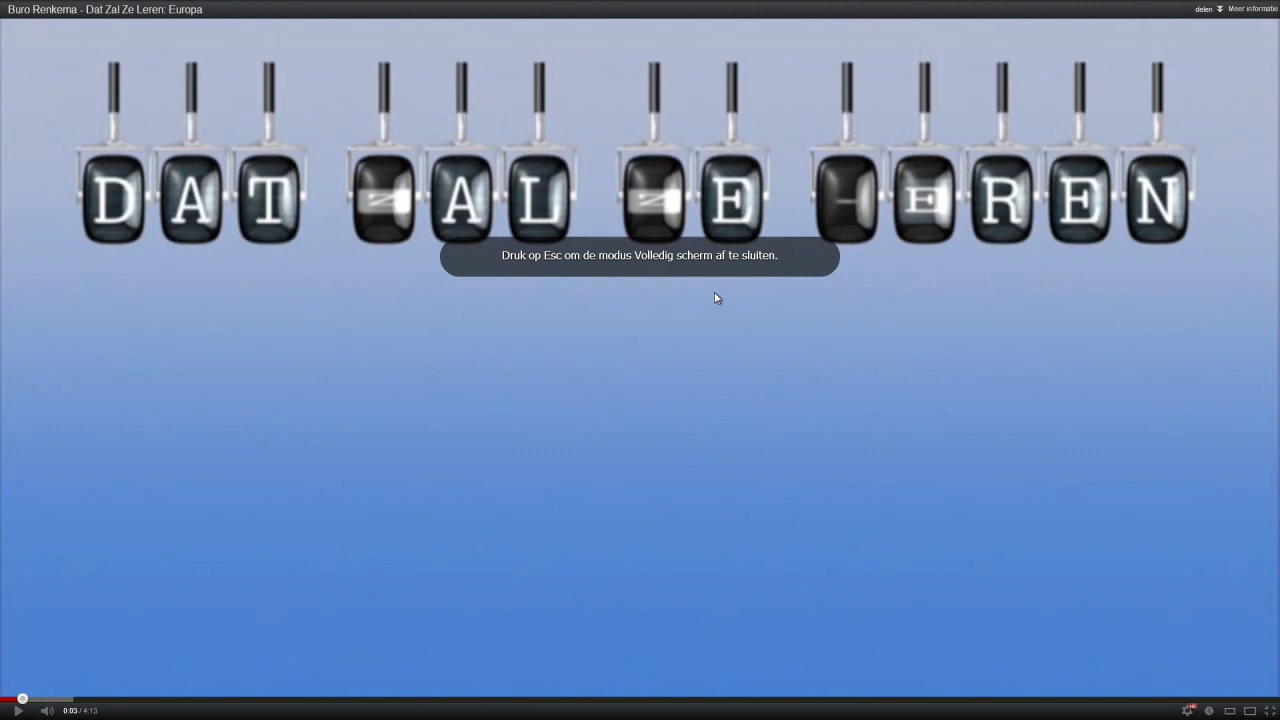 Buro Renkema - Dat Zal Ze Leren: Europa
delen Meer informatie
DAT ZAL ZE LEREN
Druk op Esc om de modus Volledig scherm af te sluiten.
0:03 / 4:13
HD